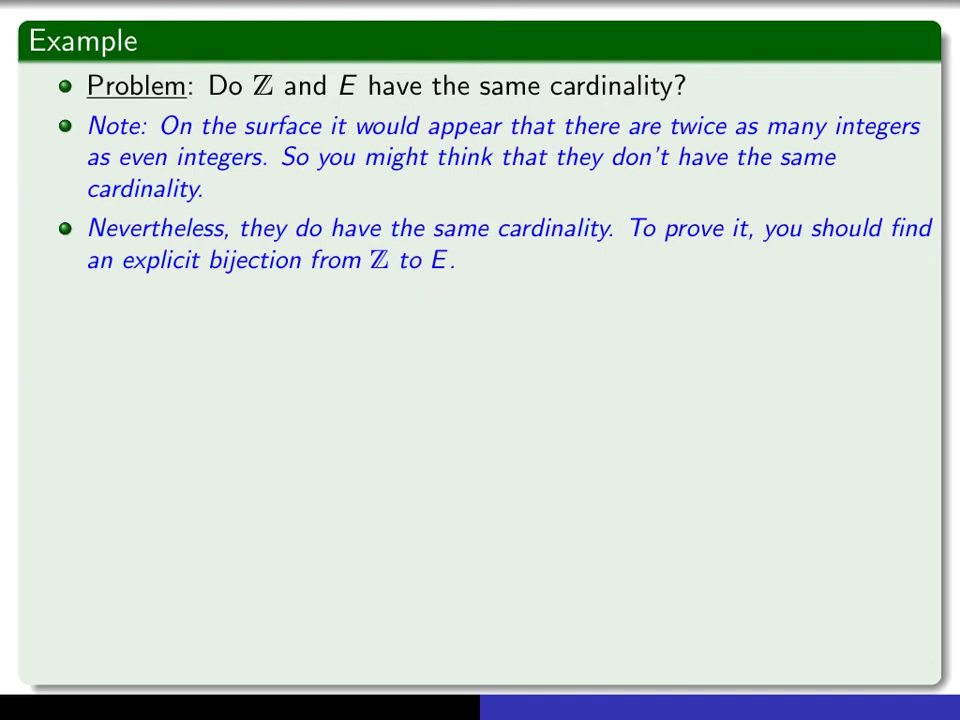 Example
Problem: Do ℤ and E have the same cardinality?
Note: On the surface it would appear that there are twice as many integers
as even integers. So you might think that they don't have the same
cardinality.
Nevertheless, they do have the same cardinality. To prove it, you should find
an explicit bijection from ℤ to E.